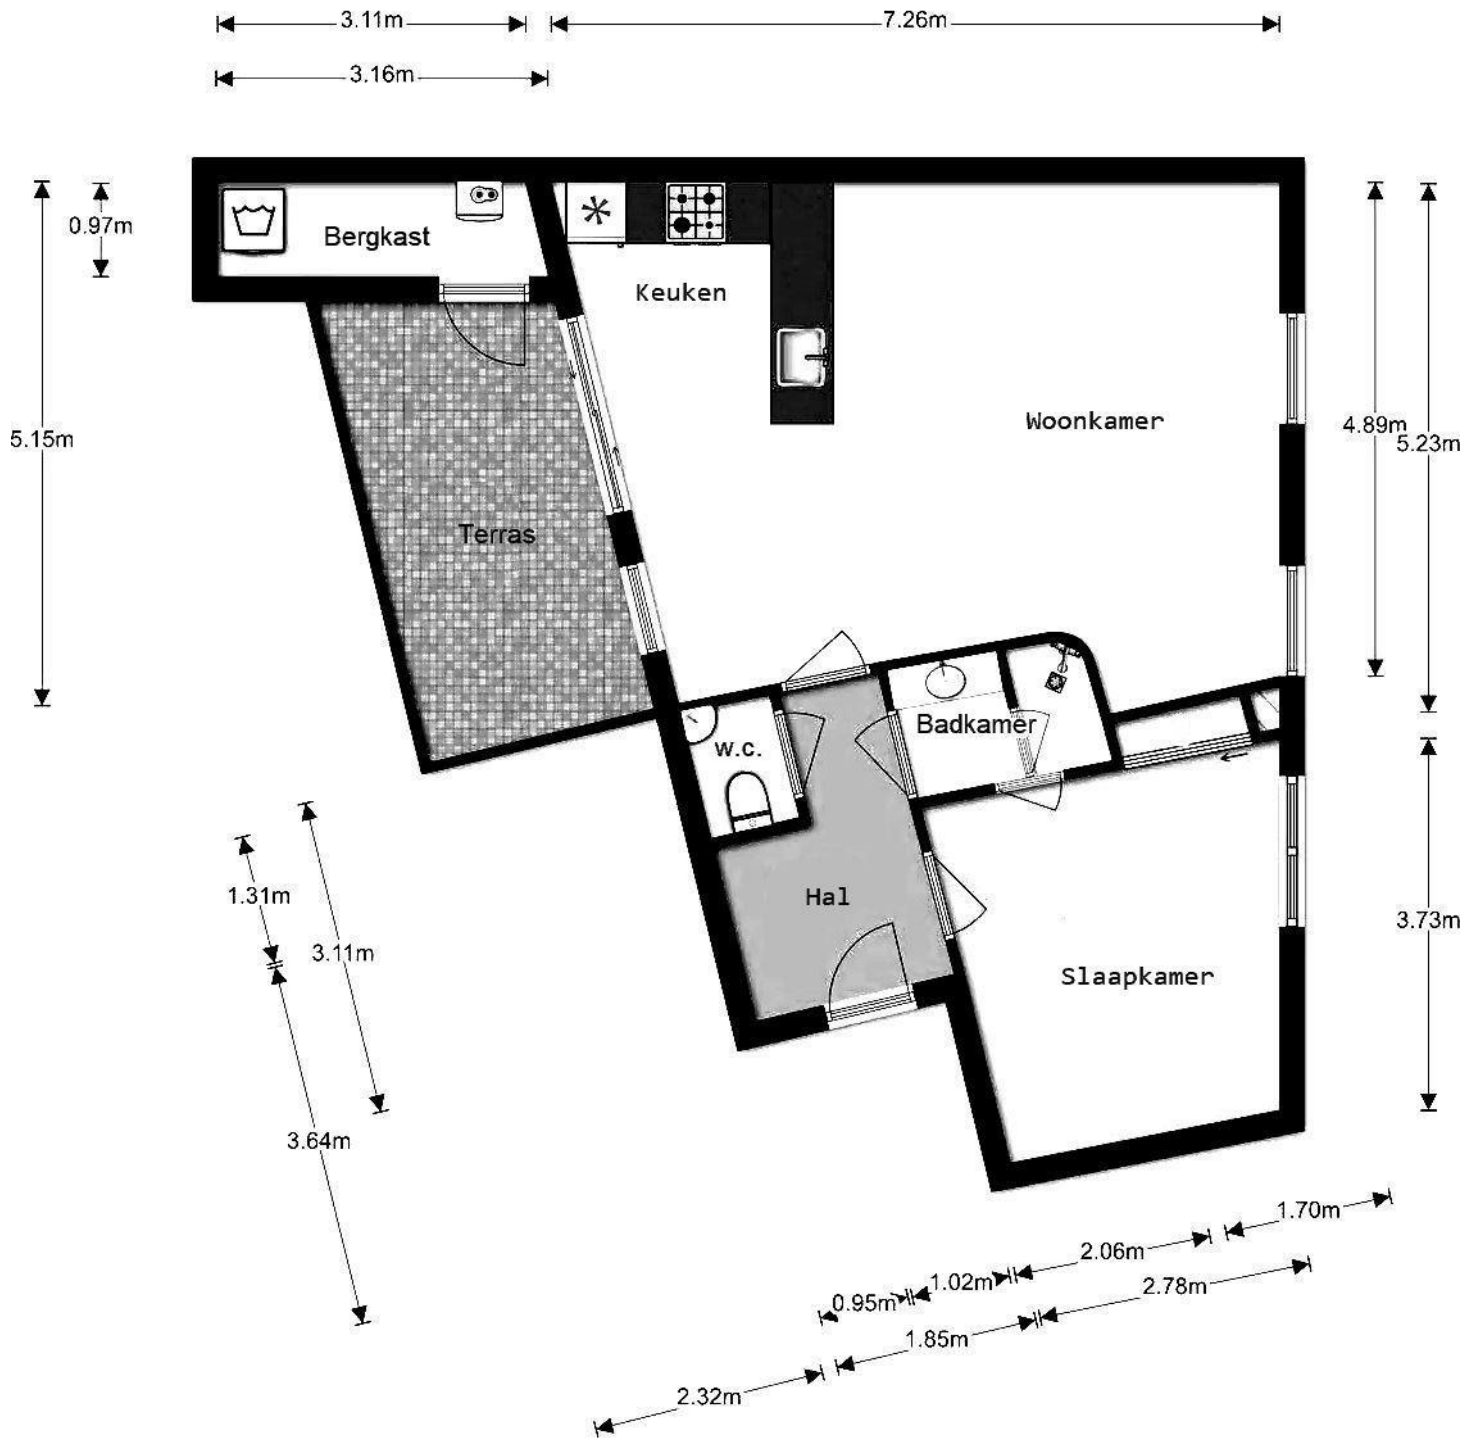 3.11m
7.26m
3.16m
0.97m
Bergkast
Keuken
Woonkamer
4.89m
5.15m
5.23m
Terras
Badkamer
w.c.
1.31m
Hal
3.73m
3.11m
Slaapkamer
3.64m
1.70m
2.06m
1.02m
2.78m
0.95m
1.85m
2.32m